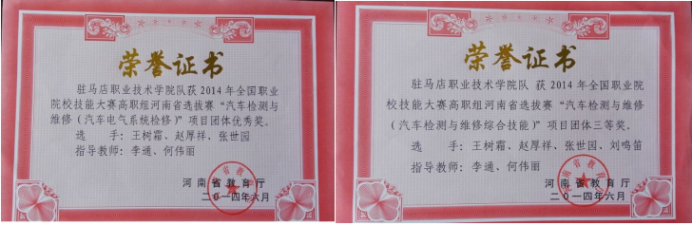 荣誉证书
驻马店职业技术学院队获2014年全国职业
院校技能大赛高职组河南省选拔赛“汽车检测与
维修（汽车电气系统检修）”项目团体优秀奖。
选 手：王树霜、赵厚祥、张世园
指导教师：李通、何伟丽
河南省教育厅
二〇一四年六月
荣誉证书
驻马店职业技术学院队 获 2014年全国职业院
校技能大赛高职组河南省选拔赛“汽车检测与维修
（汽车检测与维修综合技能）”项目团体三等奖。
选 手：王树霜、赵厚祥、张世园、刘鸣笛
指导教师：李通、何伟丽
河南省教育厅
二〇一四年六月